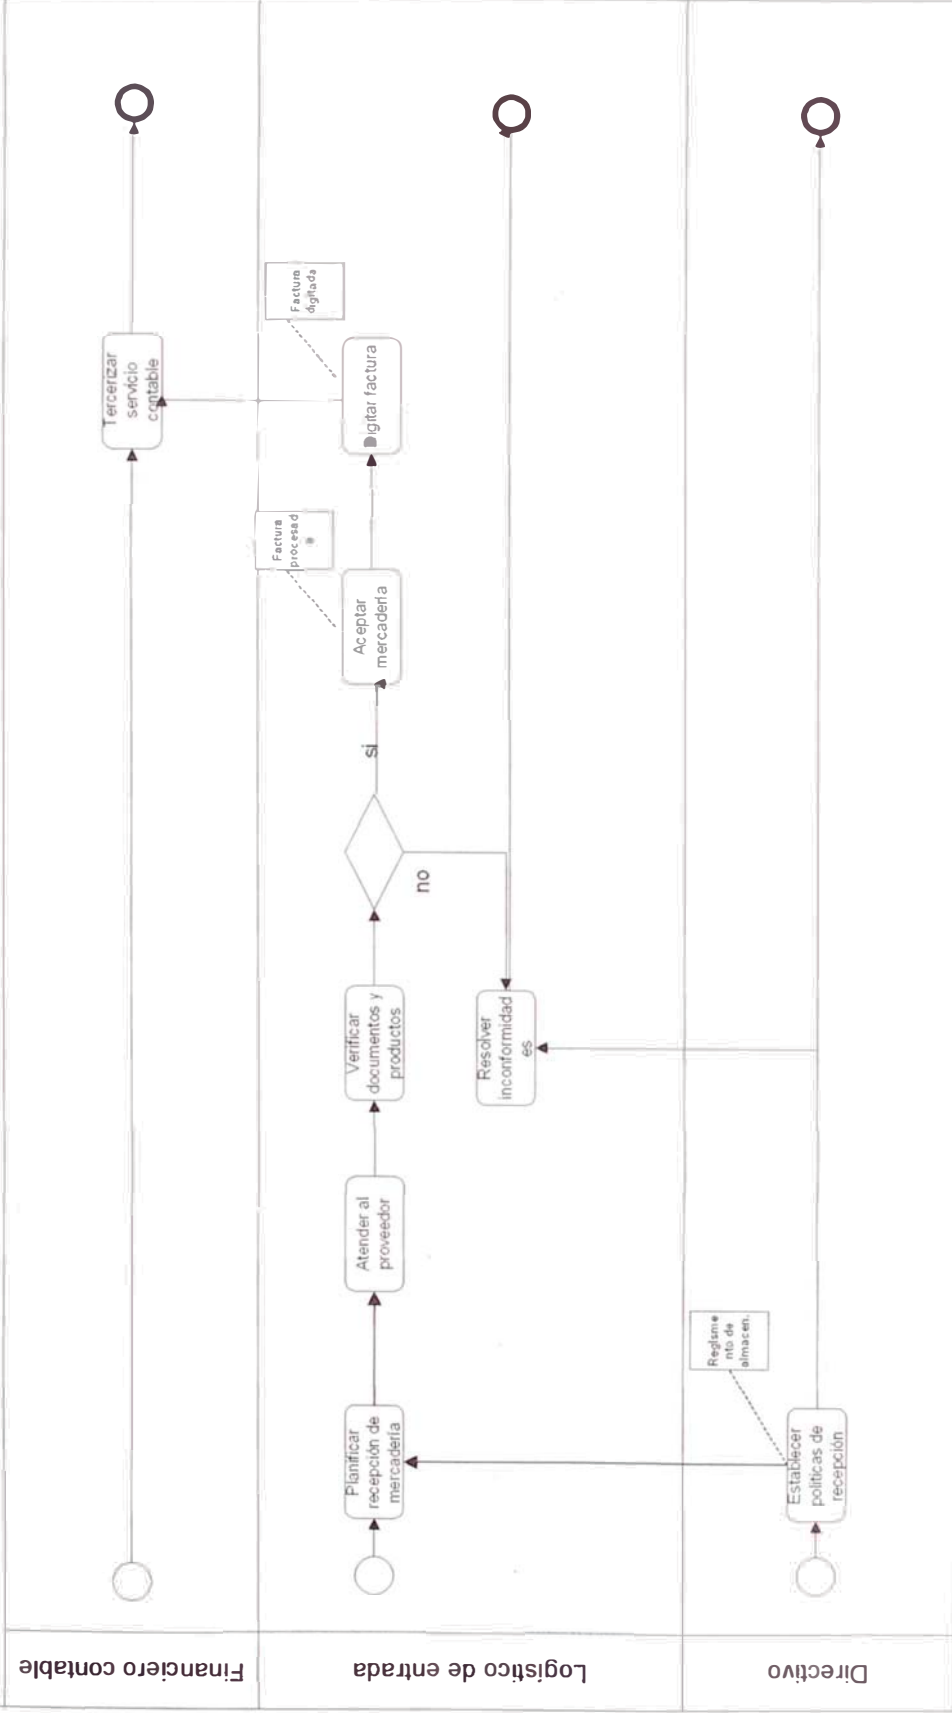 Financiero contable
Tercerizar
servicio
contable
Logístico de entrada
Planificar
recepción de
mercadería
Atender al
proveedor
Verificar
documentos y
productos
no
si
Aceptar
mercadería
Factura
procesad
a
Digitar factura
Factura
digitada
Resolver
inconformidad
es
Directivo
Establecer
políticas de
recepción
Reglame
nto de
almacen.